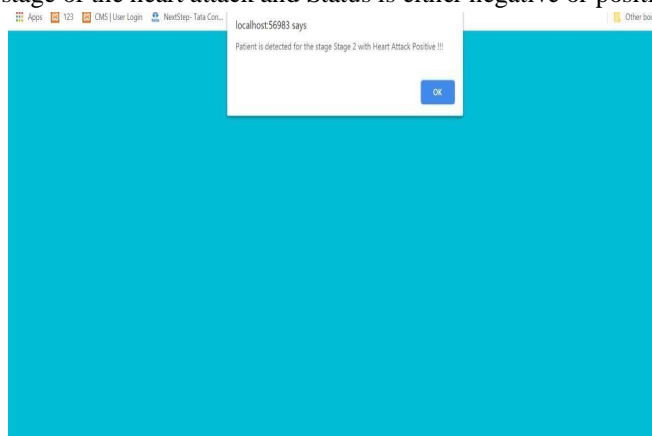 stage of the heart attack and Status is either negative or positi
Apps 123 CMS | User Login NextStep- Tata Con... Other bo
localhost:56983 says
Patient is detected for the stage Stage 2 with Heart Attack Positive !!!
OK